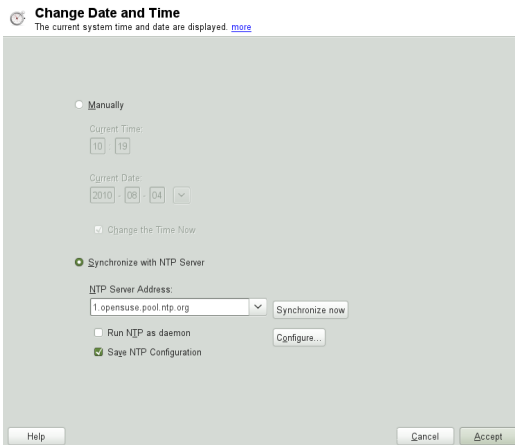 Change Date and Time
The current system time and date are displayed. more
Manually
Current Time:
10 : 19
Current Date:
2010 - 08 - 04
Change the Time Now
Synchronize with NTP Server
NTP Server Address:
1.opensuse.pool.ntp.org
Synchronize now
Run NTP as daemon
Configure...
Save NTP Configuration
Help
Cancel
Accept